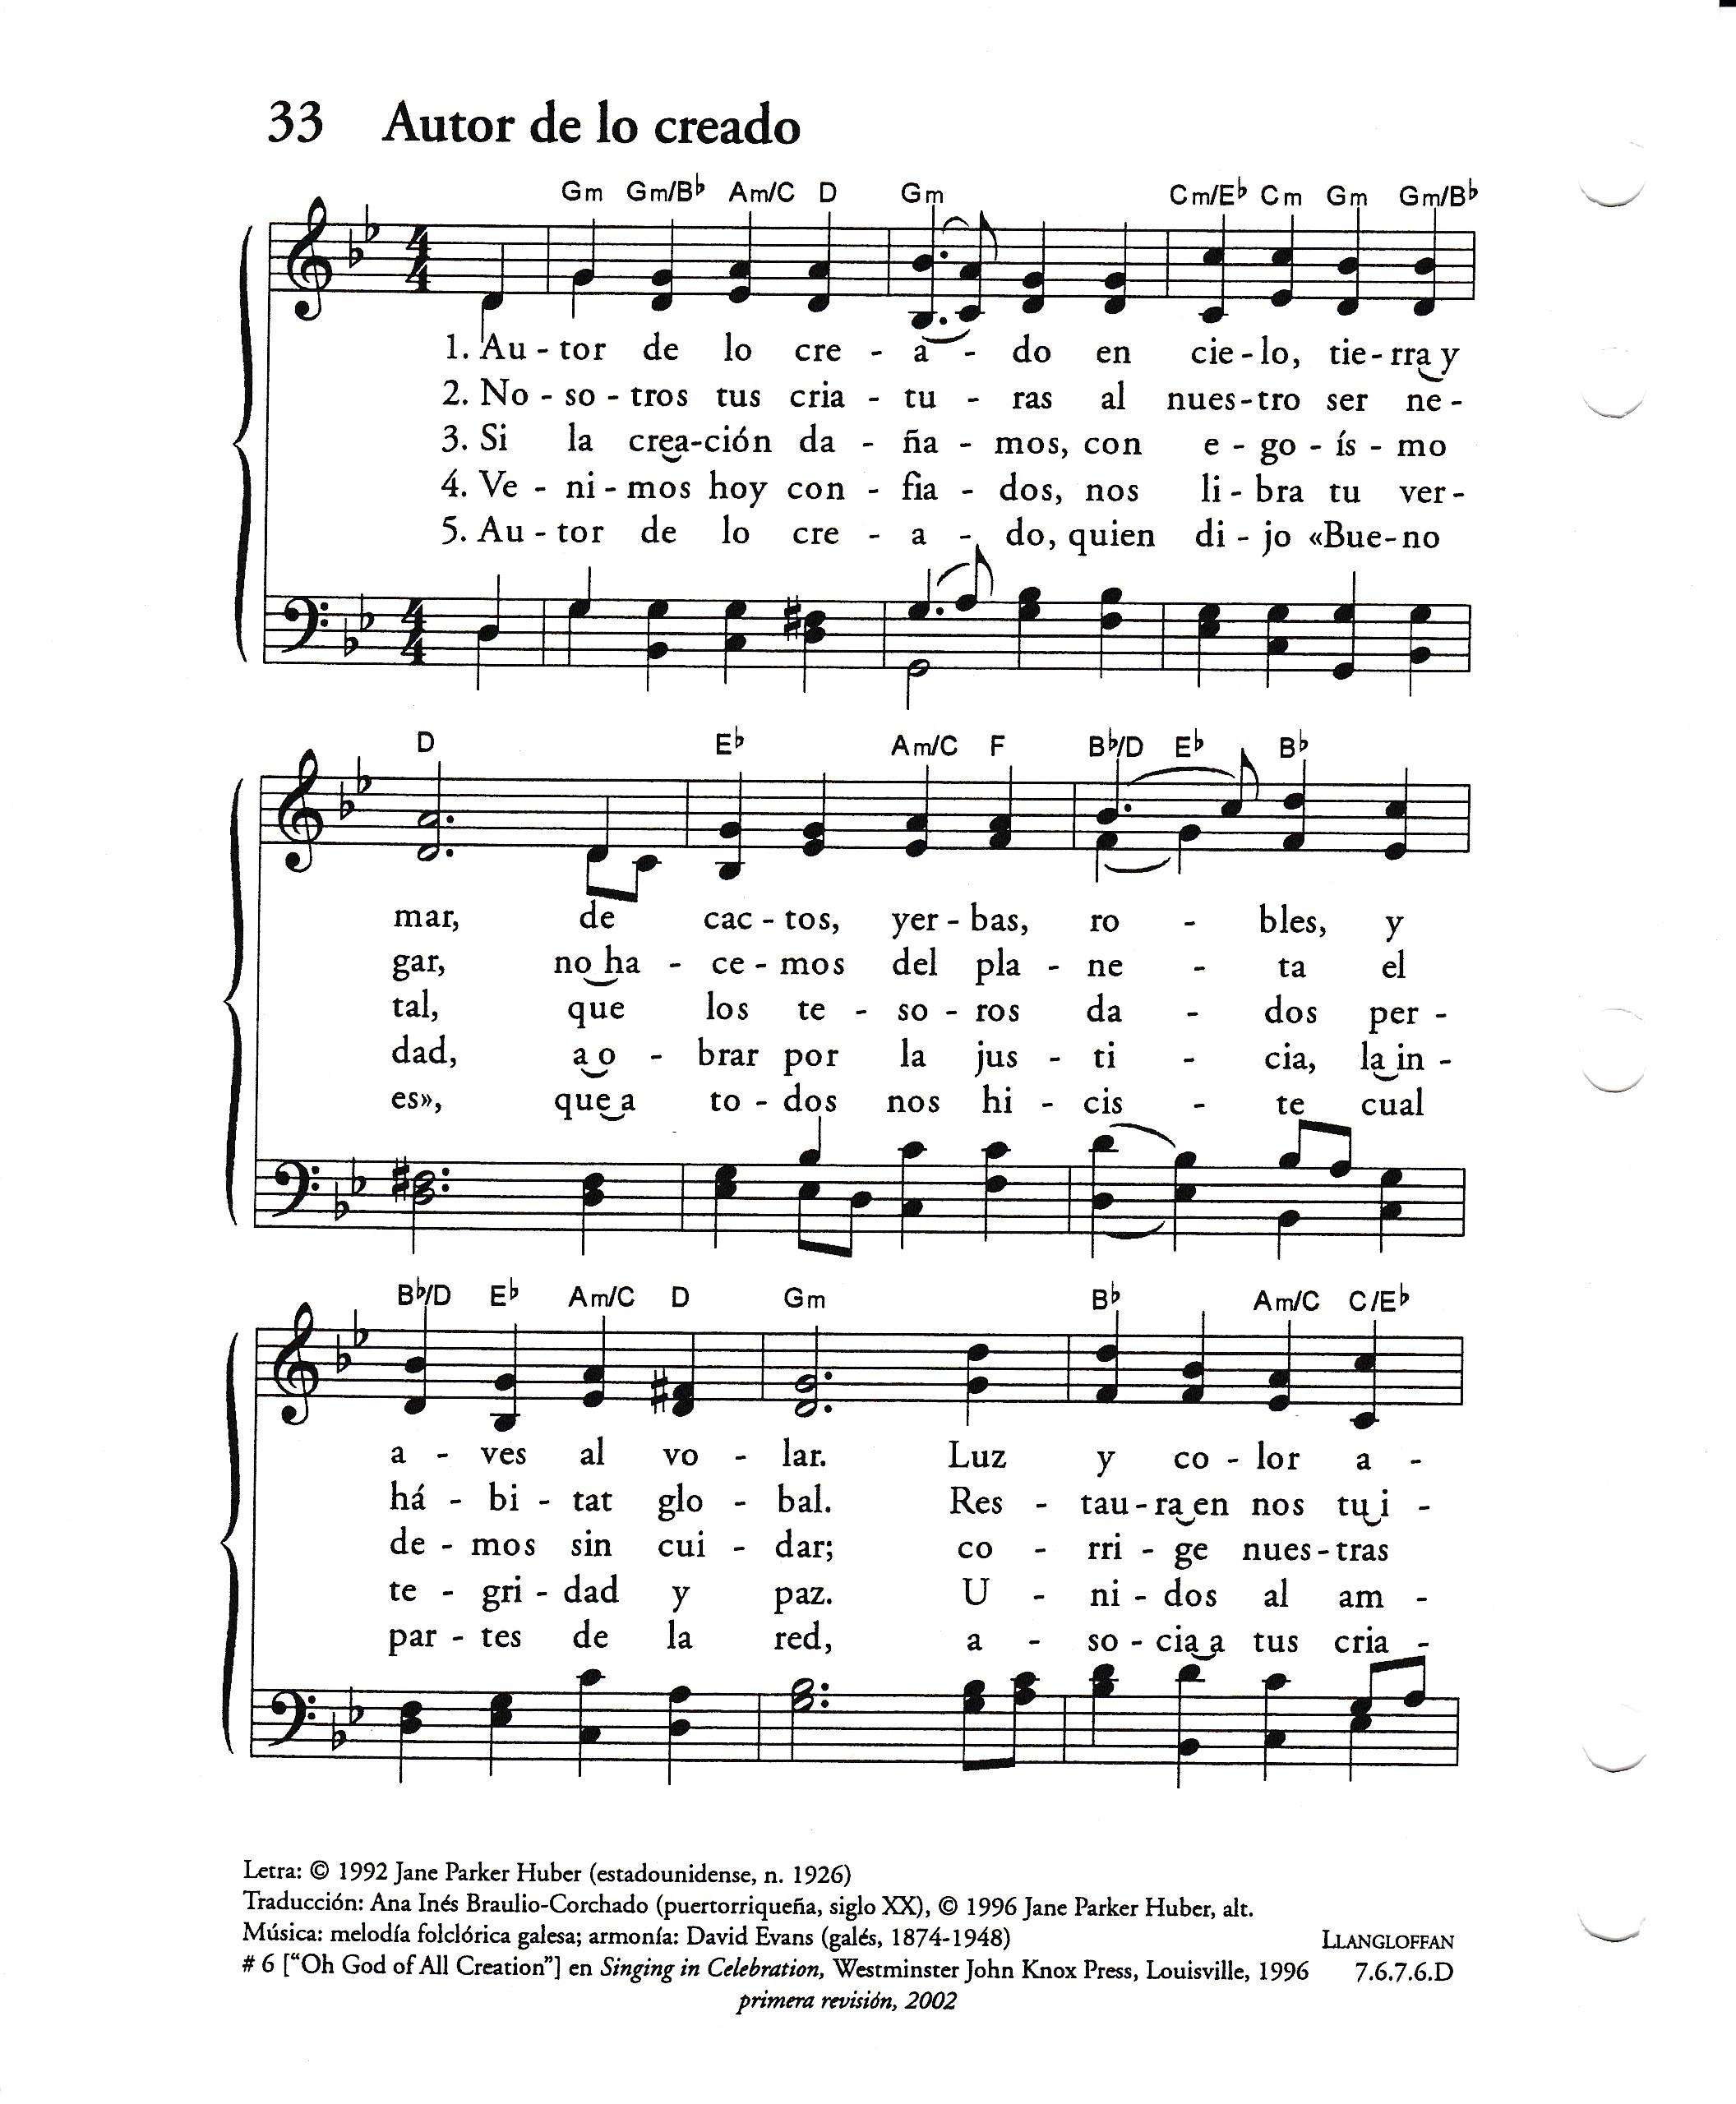 33 Autor de lo creado
Gm Gm/B♭ Am/C D Gm Cm/E♭ Cm Gm Gm/B♭
1. Au - tor de lo cre - a - do en cie - lo, tie - rra y
2. No - so - tros tus cria - tu - ras al nues - tro ser ne -
3. Si la crea - ción da - ña - mos, con e - go - ís - mo
4. Ve - ni - mos hoy con - fia - dos, nos li - bra tu ver -
5. Au - tor de lo cre - a - do, quien di - jo «Bue - no
D E♭ Am/C F B♭/D E♭ B♭
mar, de cac - tos, yer - bas, ro - bles, y
gar, no ha - ce - mos del pla - ne - ta el
tal, que los te - so - ros da - dos per -
dad, a o - brar por la jus - ti - cia, la in -
es», que a to - dos nos hi - cis - te cual
B♭/D E♭ Am/C D Gm B♭ Am/C C/E♭
a - ves al vo - lar. Luz y co - lor a -
há - bi - tat glo - bal. Res - tau - ra en nos tu i -
de - mos sin cui - dar; co - rri - ge nues - tras
te - gri - dad y paz. U - ni - dos al am -
par - tes de la red, a - so - cia a tus cria -
Letra: © 1992 Jane Parker Huber (estadounidense, n. 1926)
Traducción: Ana Inés Braulio-Corchado (puertorriqueña, siglo XX), © 1996 Jane Parker Huber, alt.
Música: melodía folclórica galesa; armonía: David Evans (galés, 1874-1948) LLANGLOFFAN
# 6 ["Oh God of All Creation"] en Singing in Celebration, Westminster John Knox Press, Louisville, 1996 7.6.7.6.D
primera revisión, 2002